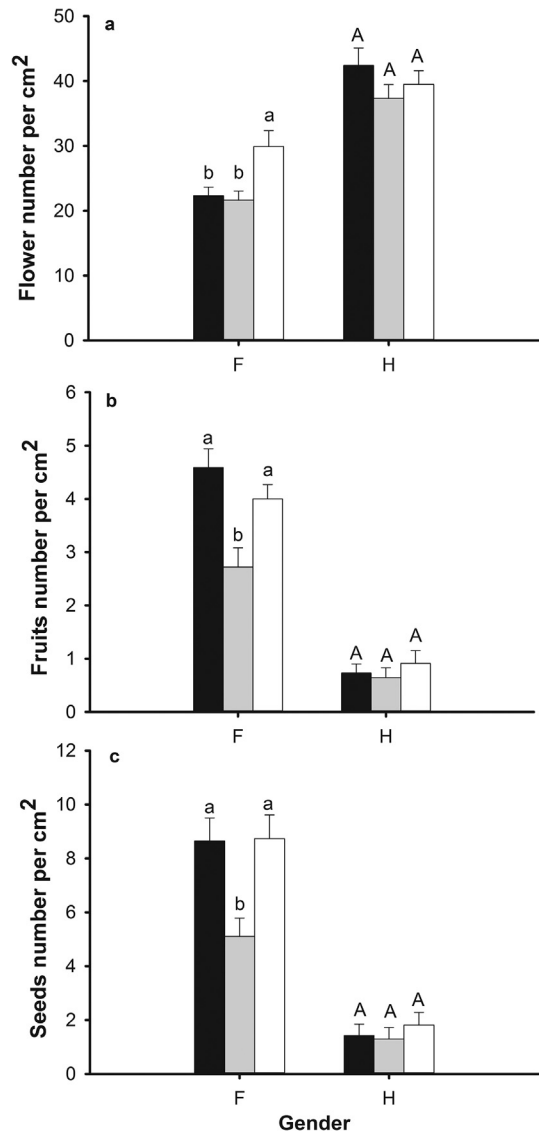 a
Flower number per cm²
50
40
30
20
10
0
b b a
A A A
F H
b
Fruits number per cm²
6
5
4
3
2
1
0
a b a
A A A
F H
c
Seeds number per cm²
12
10
8
6
4
2
0
a b a
A A A
F H
Gender